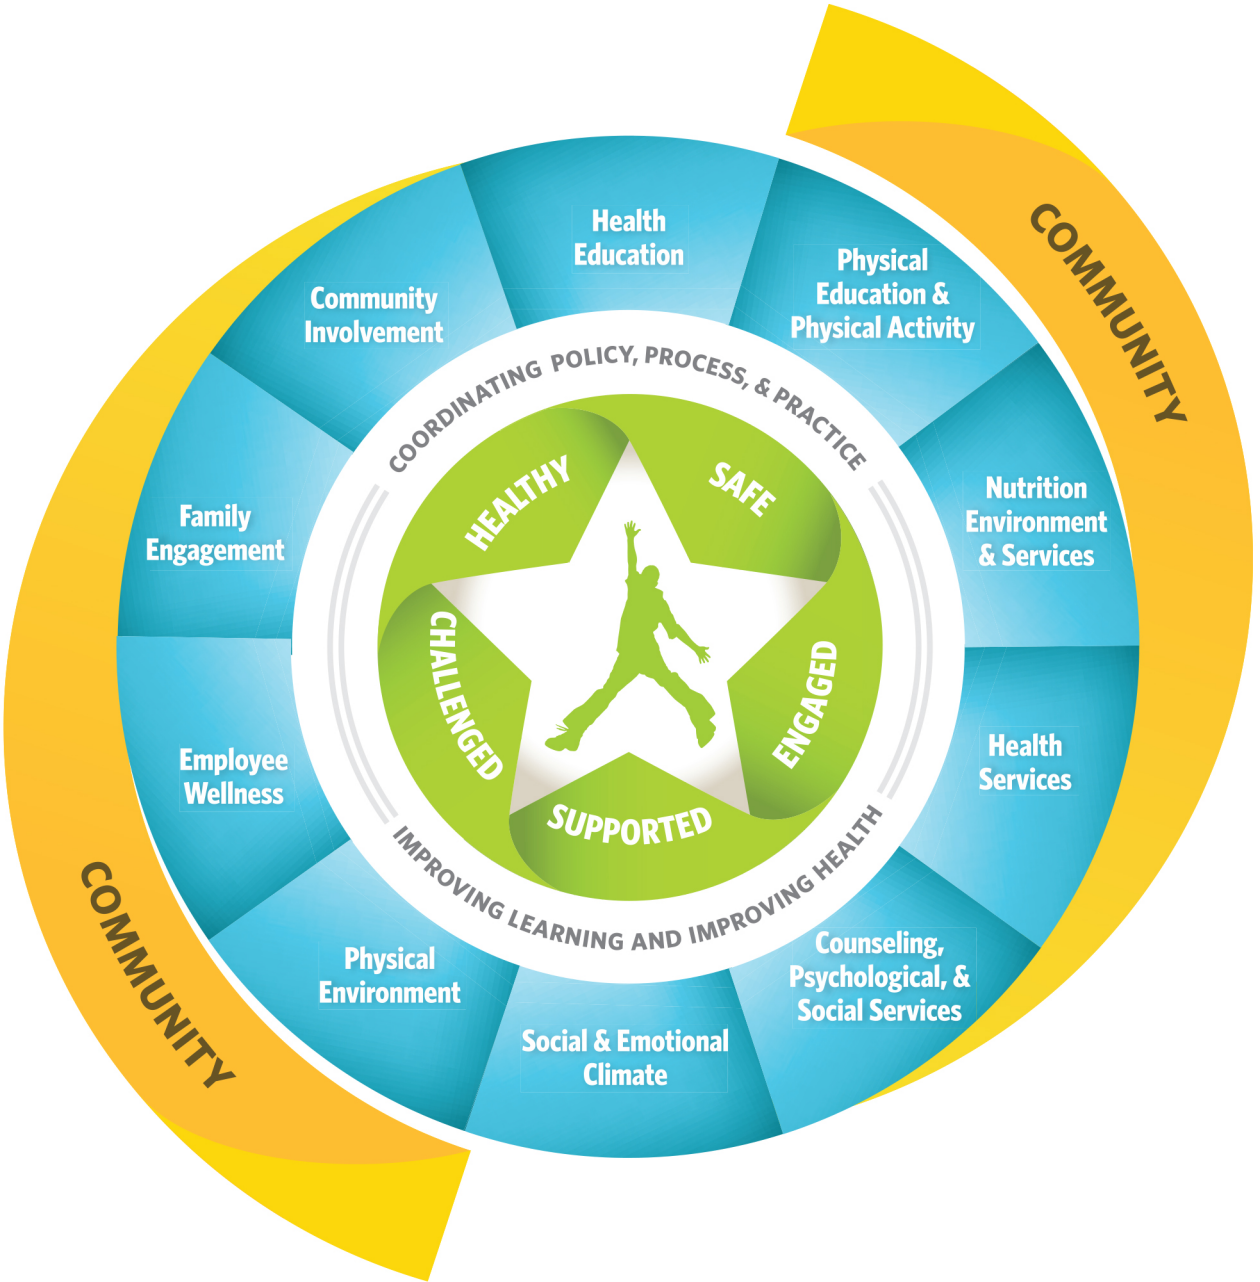 COMMUNITY
Health
Education
Physical
Education &
Physical Activity
Nutrition
Environment
& Services
Health
Services
Counseling,
Psychological, &
Social Services
Social & Emotional
Climate
Physical
Environment
Employee
Wellness
Family
Engagement
Community
Involvement
COORDINATING POLICY, PROCESS, & PRACTICE
IMPROVING LEARNING AND IMPROVING HEALTH
HEALTHY
SAFE
ENGAGED
SUPPORTED
CHALLENGED
COMMUNITY